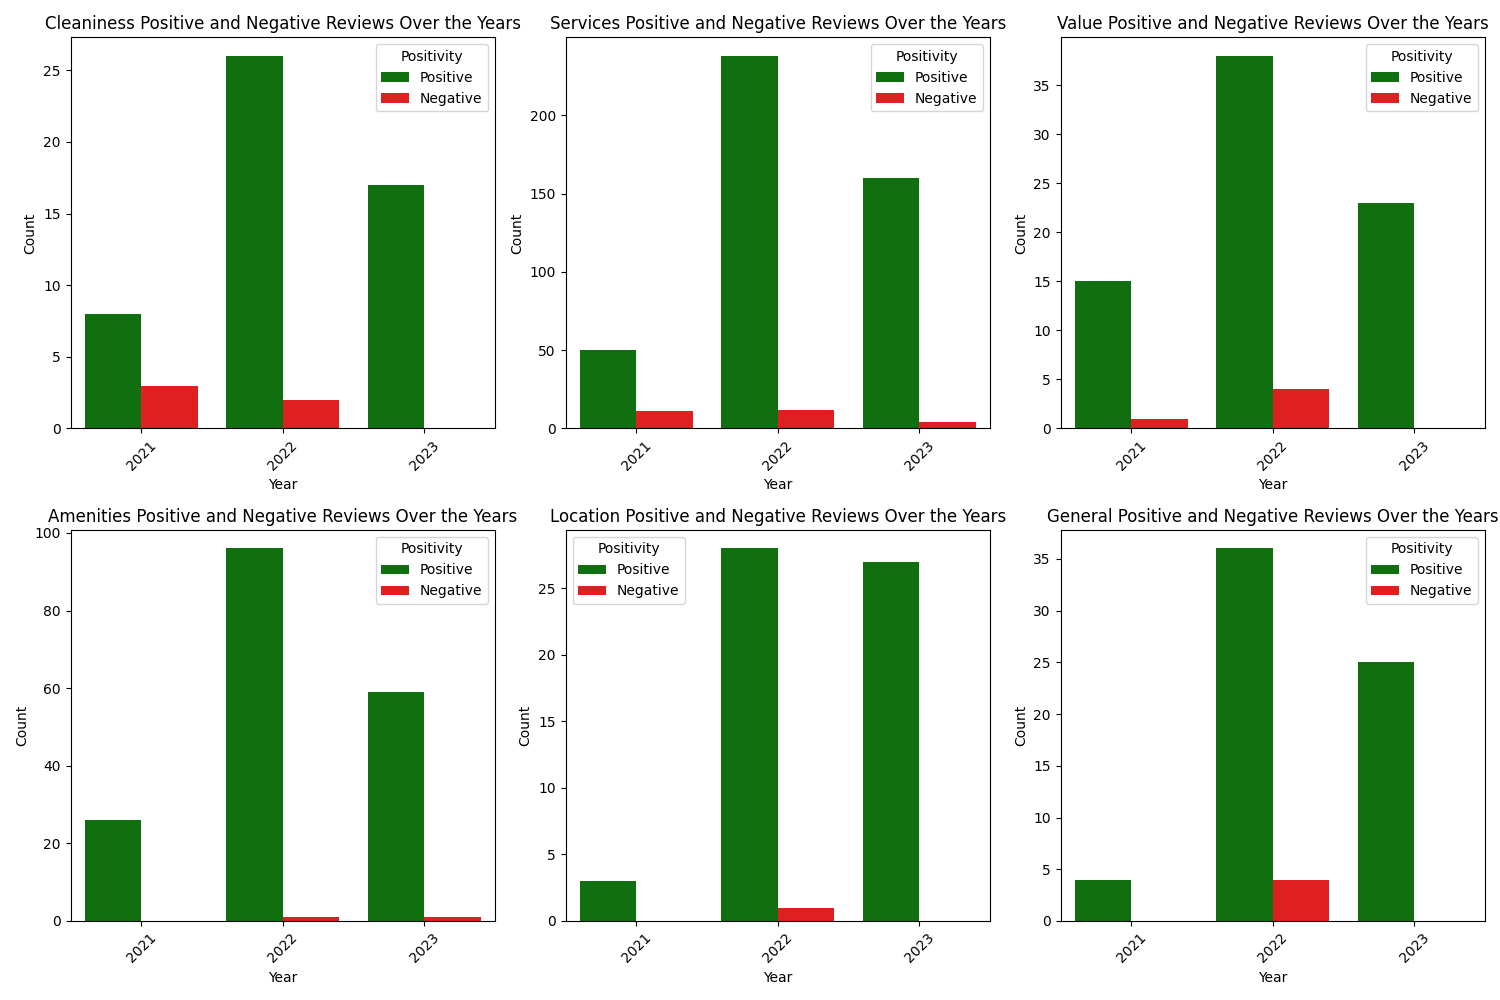 Cleaniness Positive and Negative Reviews Over the Years
Positivity
Positive
Negative
25
20
15
10
5
0
Count
2021
2022
2023
Year
Services Positive and Negative Reviews Over the Years
Positivity
Positive
Negative
200
150
100
50
0
Count
2021
2022
2023
Year
Value Positive and Negative Reviews Over the Years
Positivity
Positive
Negative
35
30
25
20
15
10
5
0
Count
2021
2022
2023
Year
Amenities Positive and Negative Reviews Over the Years
Positivity
Positive
Negative
100
80
60
40
20
0
Count
2021
2022
2023
Year
Location Positive and Negative Reviews Over the Years
Positivity
Positive
Negative
25
20
15
10
5
0
Count
2021
2022
2023
Year
General Positive and Negative Reviews Over the Years
Positivity
Positive
Negative
35
30
25
20
15
10
5
0
Count
2021
2022
2023
Year